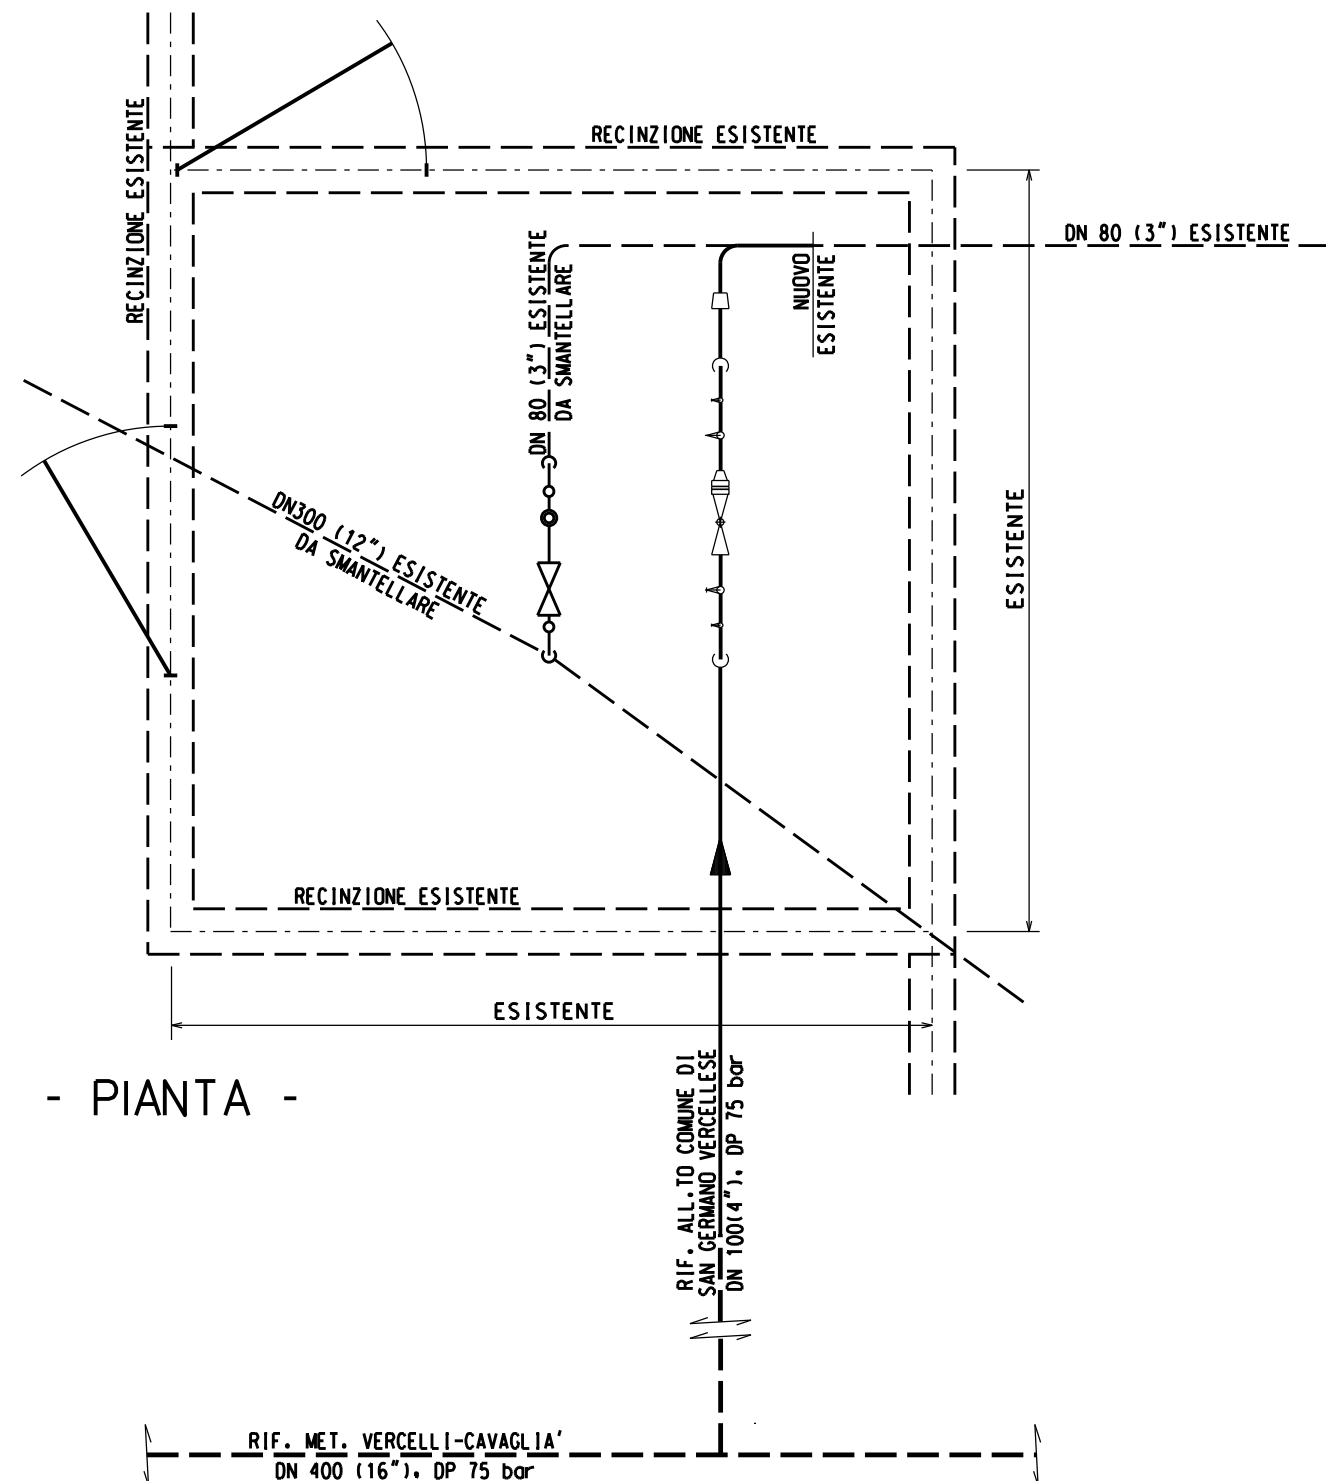 RECINZIONE ESISTENTE
RECINZIONE ESISTENTE
DN 80 (3") ESISTENTE
DN 80 (3") ESISTENTE
DA SMANTELLARE
NUOVO
ESISTENTE
DN300 (12") ESISTENTE
DA SMANTELLARE
ESISTENTE
RECINZIONE ESISTENTE
ESISTENTE
- PIANTA -
RIF. ALL.TO COMUNE DI
SAN GERMANO VERCELLESE
DN 100(4"). DP 75 bar
RIF. MET. VERCELLI-CAVAGLIA'
DN 400 (16"). DP 75 bar